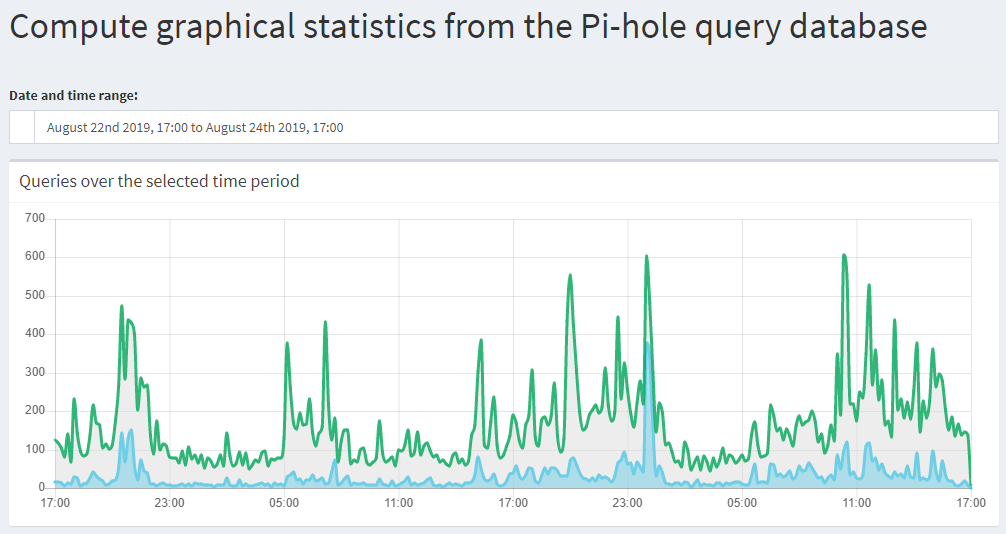 Compute graphical statistics from the Pi-hole query database
Date and time range:
August 22nd 2019, 17:00 to August 24th 2019, 17:00
Queries over the selected time period
700
600
500
400
300
200
100
0
17:00 23:00 05:00 11:00 17:00 23:00 05:00 11:00 17:00